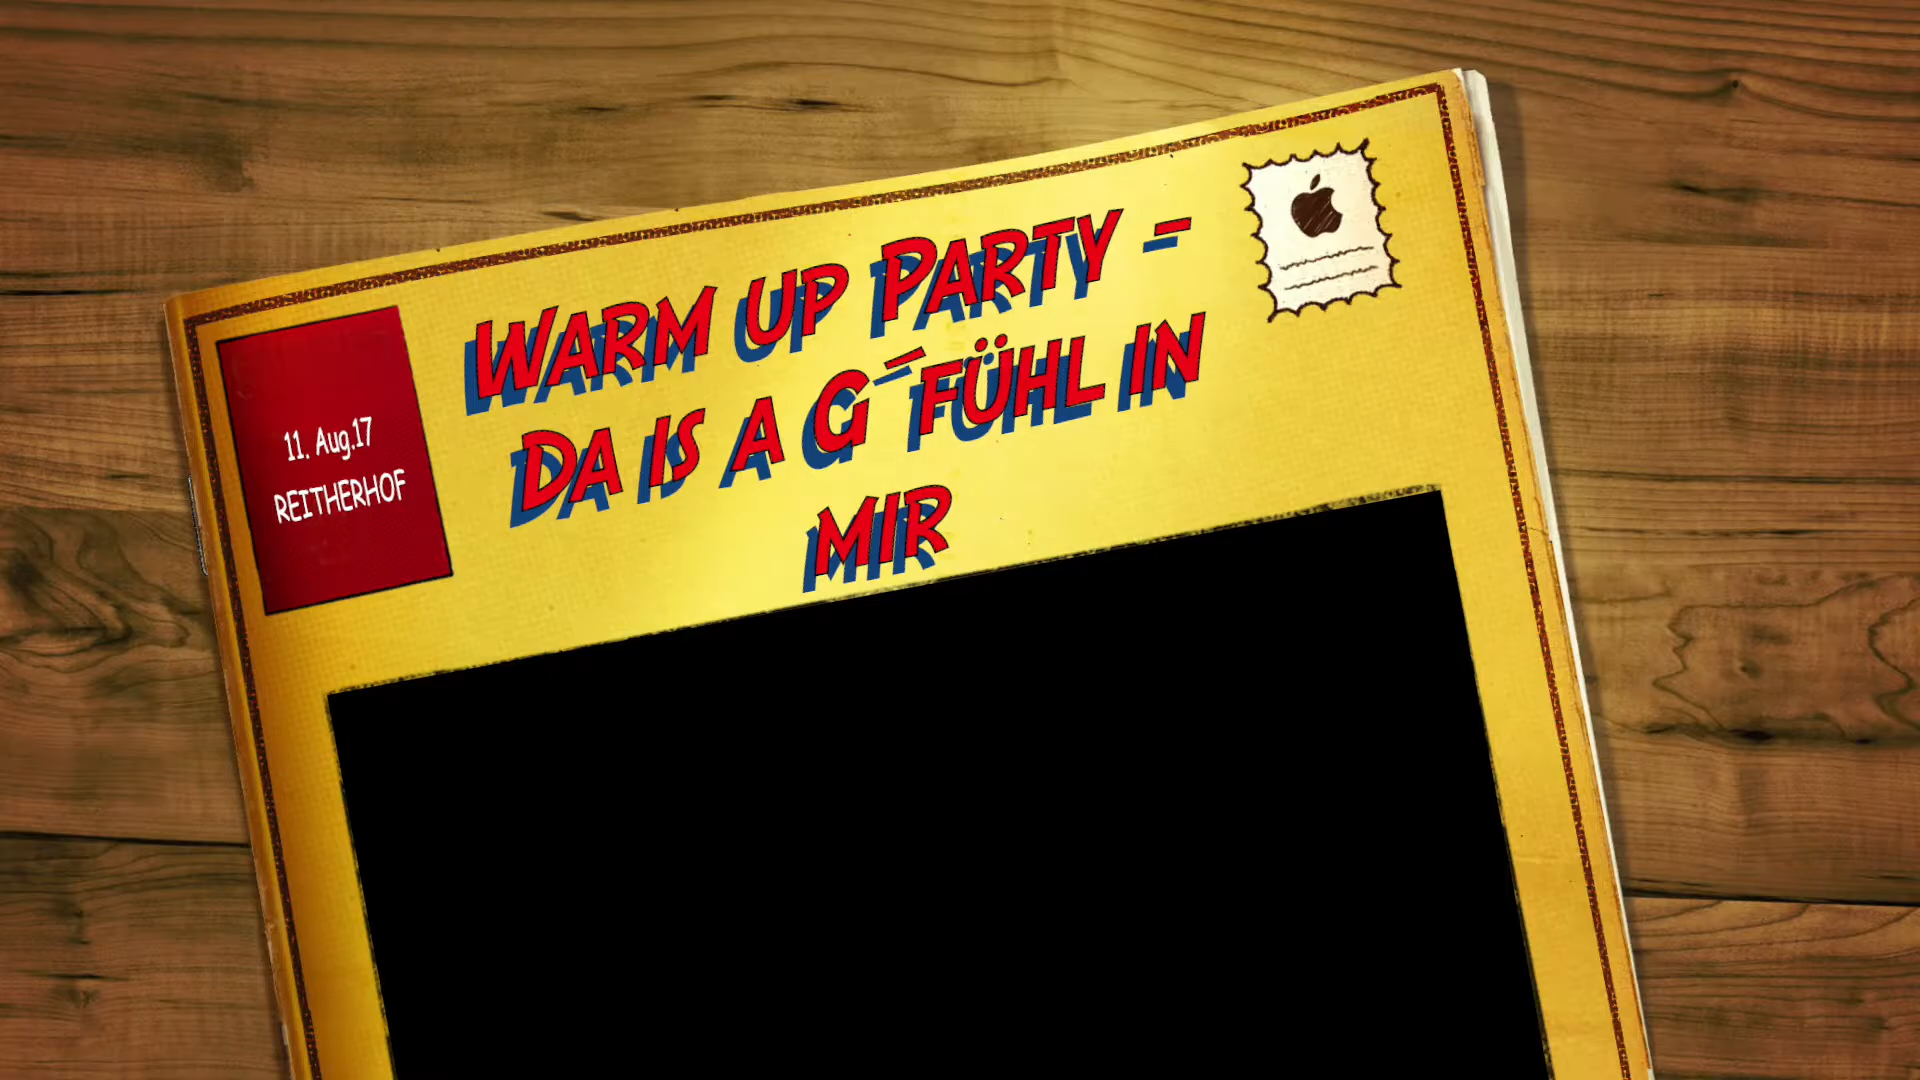 11. Aug.17
REITHERHOF
Warm up Party -
Da is a G´fühl in
mir